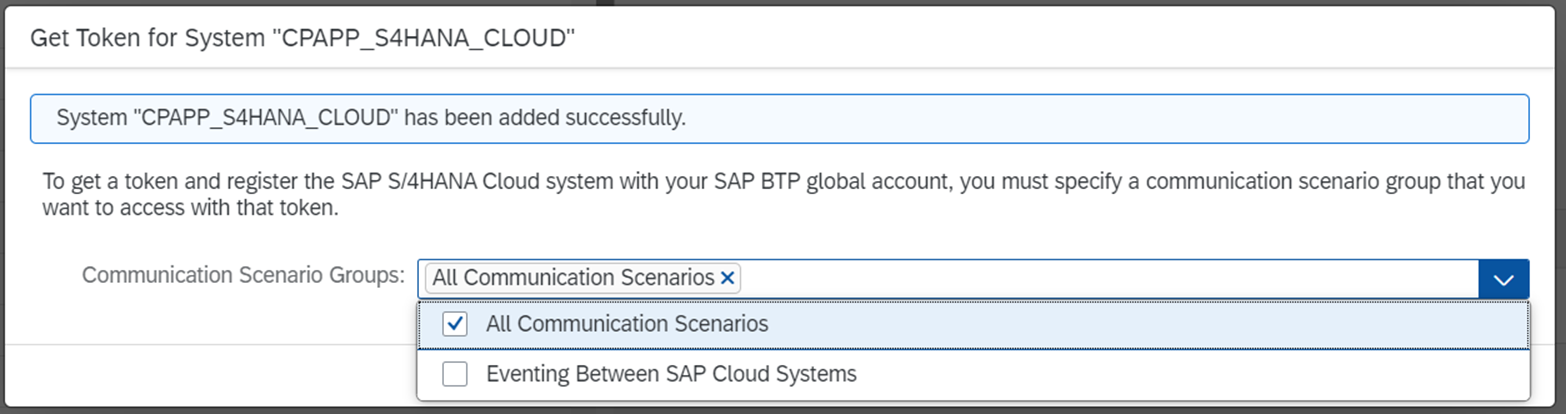 Get Token for System "CPAPP_S4HANA_CLOUD"
System "CPAPP_S4HANA_CLOUD" has been added successfully.
To get a token and register the SAP S/4HANA Cloud system with your SAP BTP global account, you must specify a communication scenario group that you
want to access with that token.
Communication Scenario Groups: All Communication Scenarios
All Communication Scenarios
Eventing Between SAP Cloud Systems